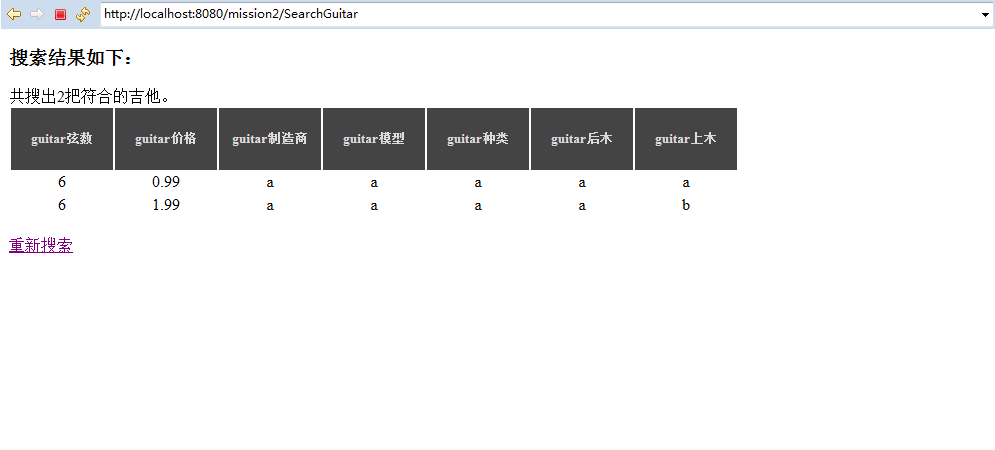 http://localhost:8080/mission2/SearchGuitar
搜索结果如下：
共搜出2把符合的吉他。
guitar弦数 guitar价格 guitar制造商 guitar模型 guitar种类 guitar后木 guitar上木
6 0.99 a a a a a
6 1.99 a a a a b
重新搜索